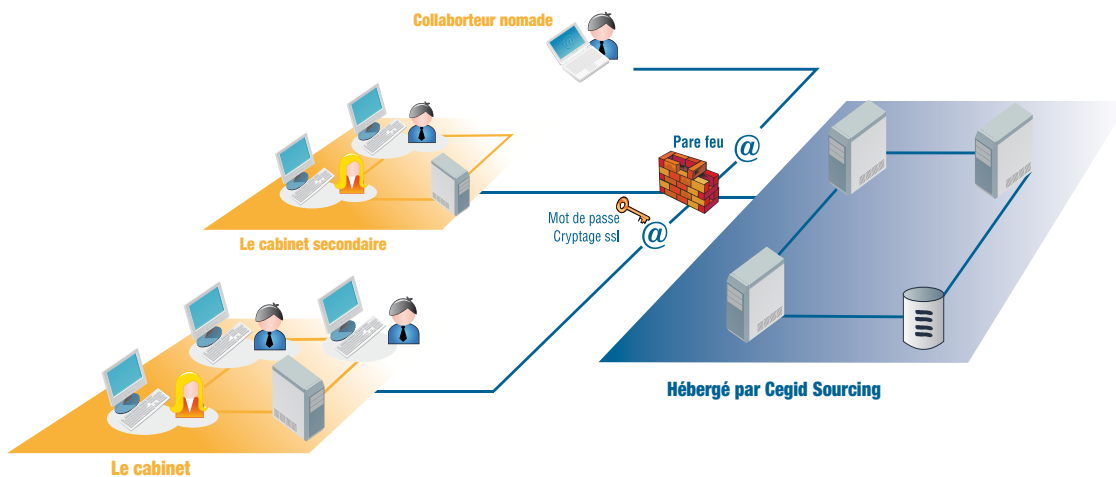 Collaborteur nomade
Pare feu
@
Mot de passe
Cryptage ssl
@
Le cabinet secondaire
Hébergé par Cegid Sourcing
Le cabinet